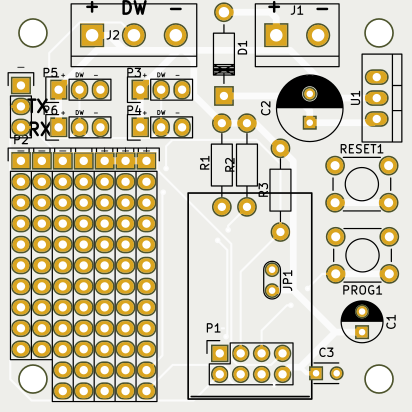 + DW −
J2
D1
+ −
J1
P5 + DW −
P3 + DW −
−
TX
RX
P6 + DW −
P4 + DW −
P2
C2
U1
R1
R2
R3
RESET1
JP1
PROG1
P1
C1
C3